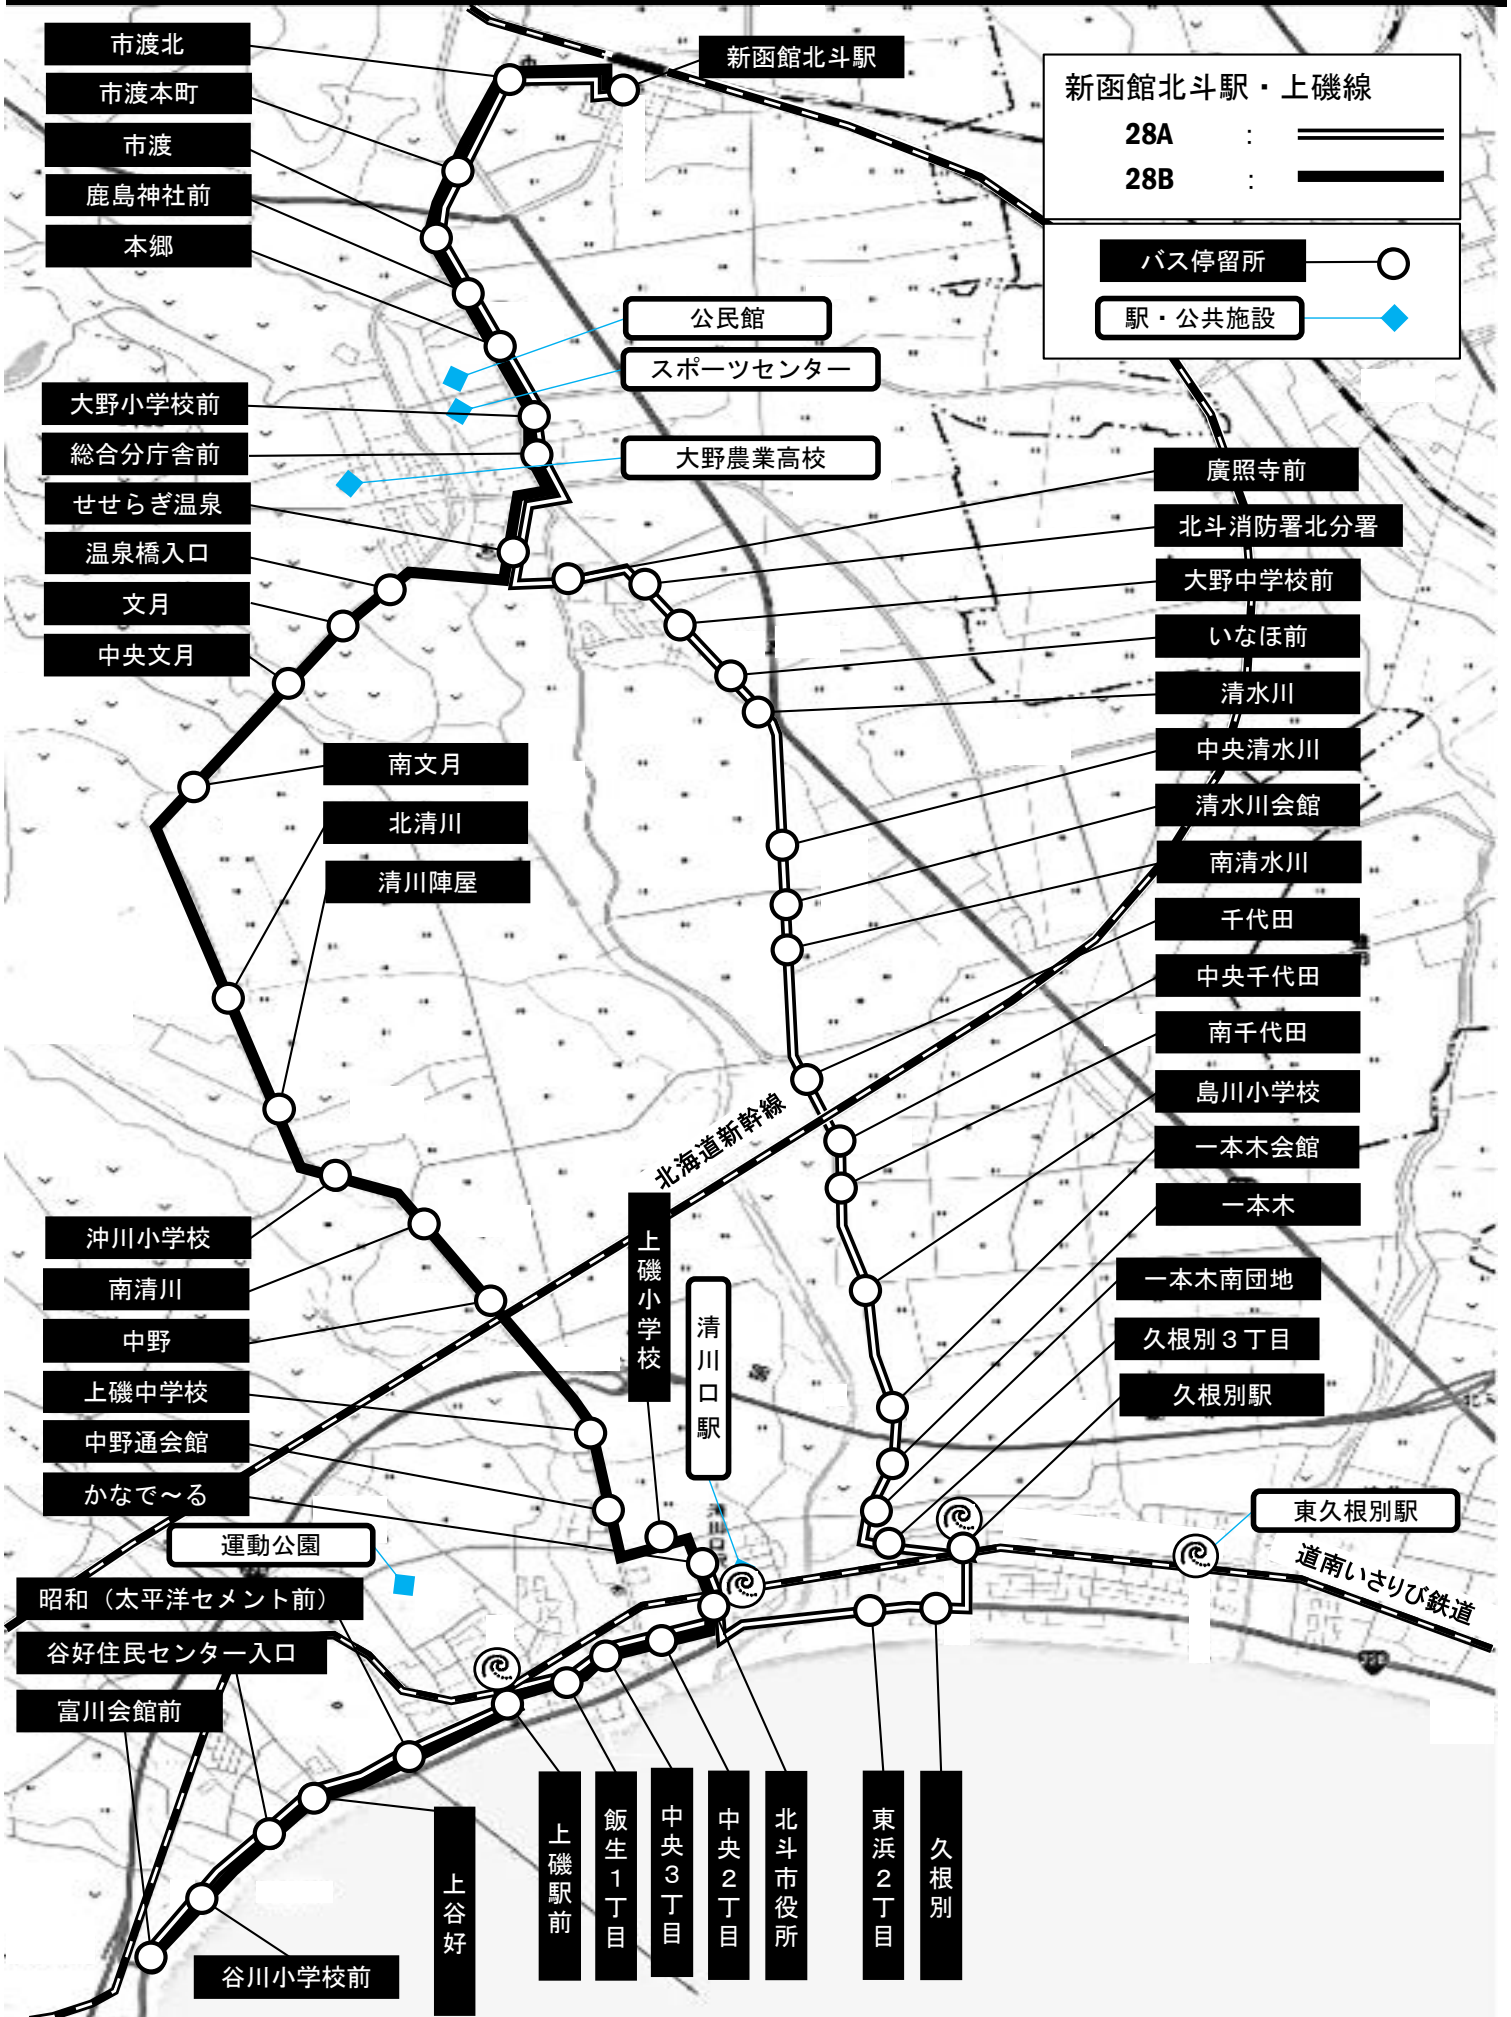 市渡北
新函館北斗駅
市渡本町
市渡
鹿島神社前
本郷
新函館北斗駅・上磯線
28A :
28B :
バス停留所
駅・公共施設
公民館
スポーツセンター
大野農業高校
大野小学校前
総合分庁舎前
せせらぎ温泉
温泉橋入口
文月
中央文月
廣照寺前
北斗消防署北分署
大野中学校前
いなほ前
清水川
中央清水川
清水川会館
南清水川
千代田
中央千代田
南千代田
島川小学校
一本木会館
一本木
一本木南団地
久根別３丁目
久根別駅
南文月
北清川
清川陣屋
北海道新幹線
上磯小学校
清川口駅
沖川小学校
南清川
中野
上磯中学校
中野通会館
かなで～る
運動公園
東久根別駅
道南いさりび鉄道
昭和（太平洋セメント前）
谷好住民センター入口
富川会館前
谷川小学校前
上谷好
上磯駅前
飯生１丁目
中央３丁目
中央２丁目
北斗市役所
東浜２丁目
久根別